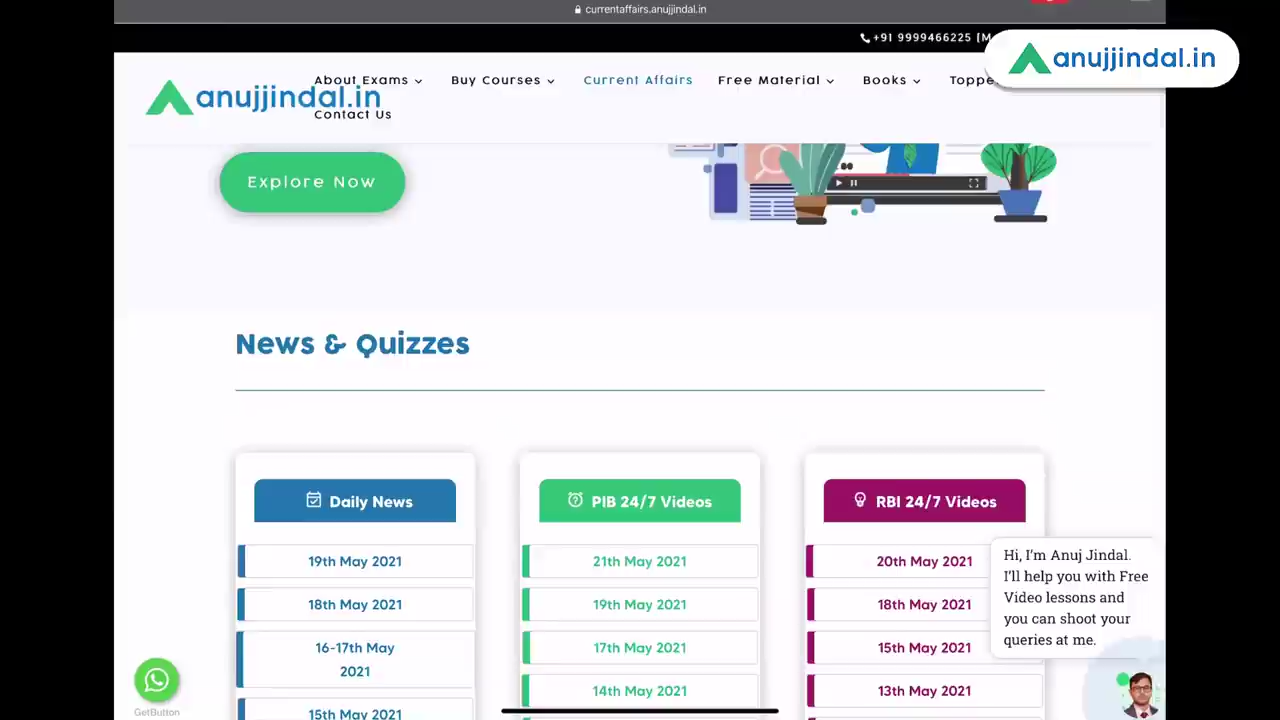 currentaffairs.anujjindal.in
+91 9999466225 [M
anujjindal.in
About Exams
Buy Courses
Current Affairs
Free Material
Books
anujjindal.in
Contact Us
Explore Now
News & Quizzes
Daily News
19th May 2021
18th May 2021
16-17th May
2021
15th May 2021
PIB 24/7 Videos
21th May 2021
19th May 2021
17th May 2021
14th May 2021
RBI 24/7 Videos
20th May 2021
18th May 2021
15th May 2021
13th May 2021
Hi, I'm Anuj Jindal.
I'll help you with Free
Video lessons and
you can shoot your
queries at me.
GetButton